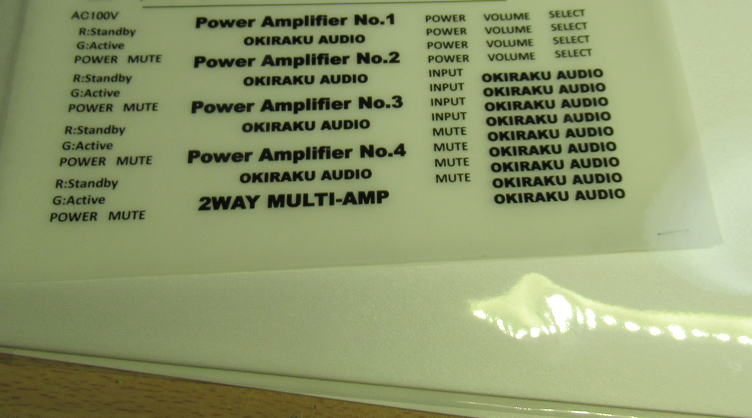 AC100V
R:Standby
G:Active
POWER MUTE
R:Standby
G:Active
POWER MUTE
R:Standby
G:Active
POWER MUTE
R:Standby
G:Active
POWER MUTE
Power Amplifier No.1
OKIRAKU AUDIO
Power Amplifier No.2
OKIRAKU AUDIO
Power Amplifier No.3
OKIRAKU AUDIO
Power Amplifier No.4
OKIRAKU AUDIO
2WAY MULTI-AMP
POWER VOLUME SELECT
POWER VOLUME SELECT
POWER VOLUME SELECT
POWER VOLUME SELECT
INPUT OKIRAKU AUDIO
INPUT OKIRAKU AUDIO
INPUT OKIRAKU AUDIO
INPUT OKIRAKU AUDIO
MUTE OKIRAKU AUDIO
MUTE OKIRAKU AUDIO
MUTE OKIRAKU AUDIO
MUTE OKIRAKU AUDIO
OKIRAKU AUDIO